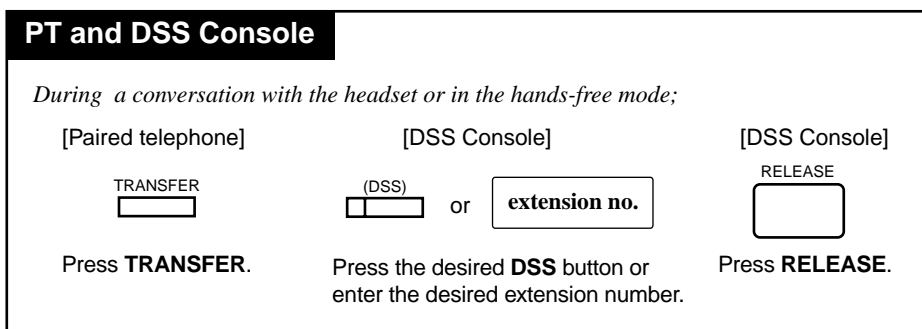 PT and DSS Console
During a conversation with the headset or in the hands-free mode;
[Paired telephone] [DSS Console] [DSS Console]
TRANSFER (DSS) or extension no. RELEASE
Press TRANSFER. Press the desired DSS button or Press RELEASE.
enter the desired extension number.